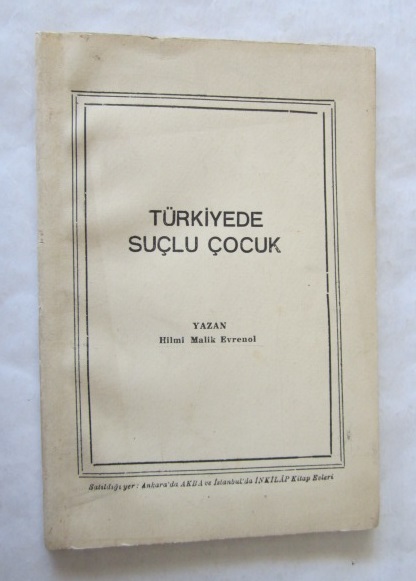 TÜRKİYEDE
SUÇLU ÇOCUK
YAZAN
Hilmi Malik Evrenol
Satıldığı yer: Ankara'da AKBA ve İstanbul'da İNKILÂP Kitap Evleri